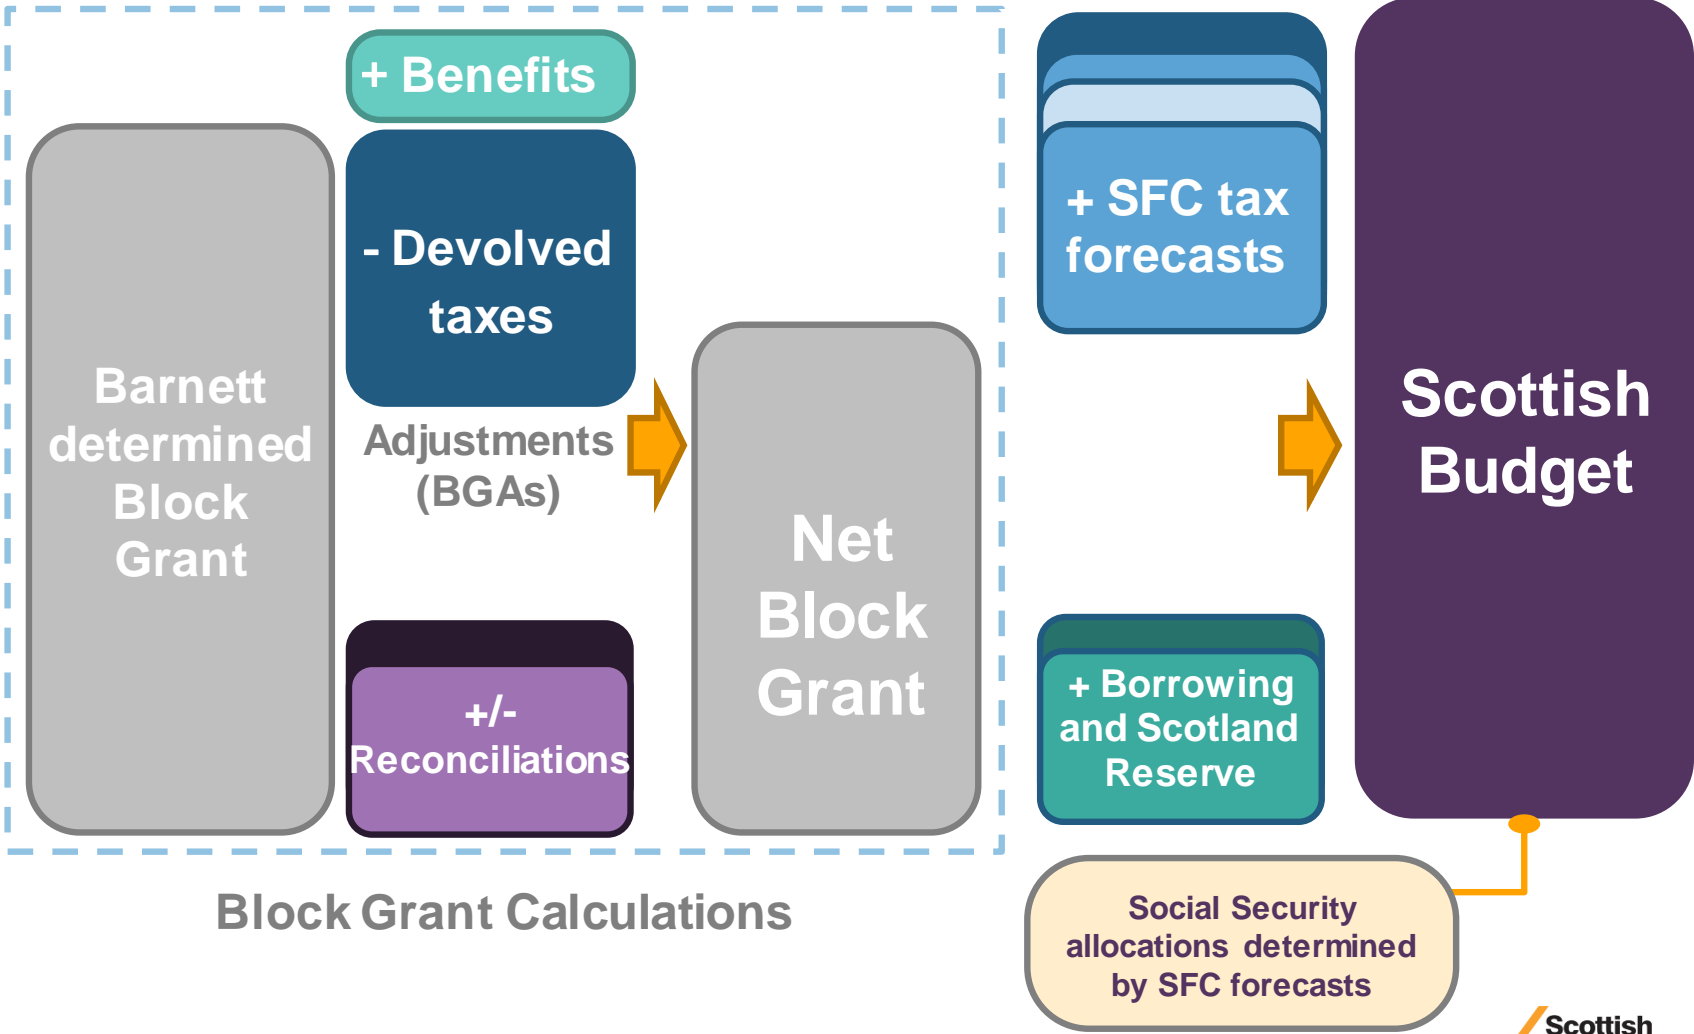 + Benefits
- Devolved
taxes
Adjustments
(BGAs)
Barnett
determined
Block
Grant
+/-
Reconciliations
Net
Block
Grant
+ SFC tax
forecasts
+ Borrowing
and Scotland
Reserve
Scottish
Budget
Block Grant Calculations
Social Security
allocations determined
by SFC forecasts
Scottish